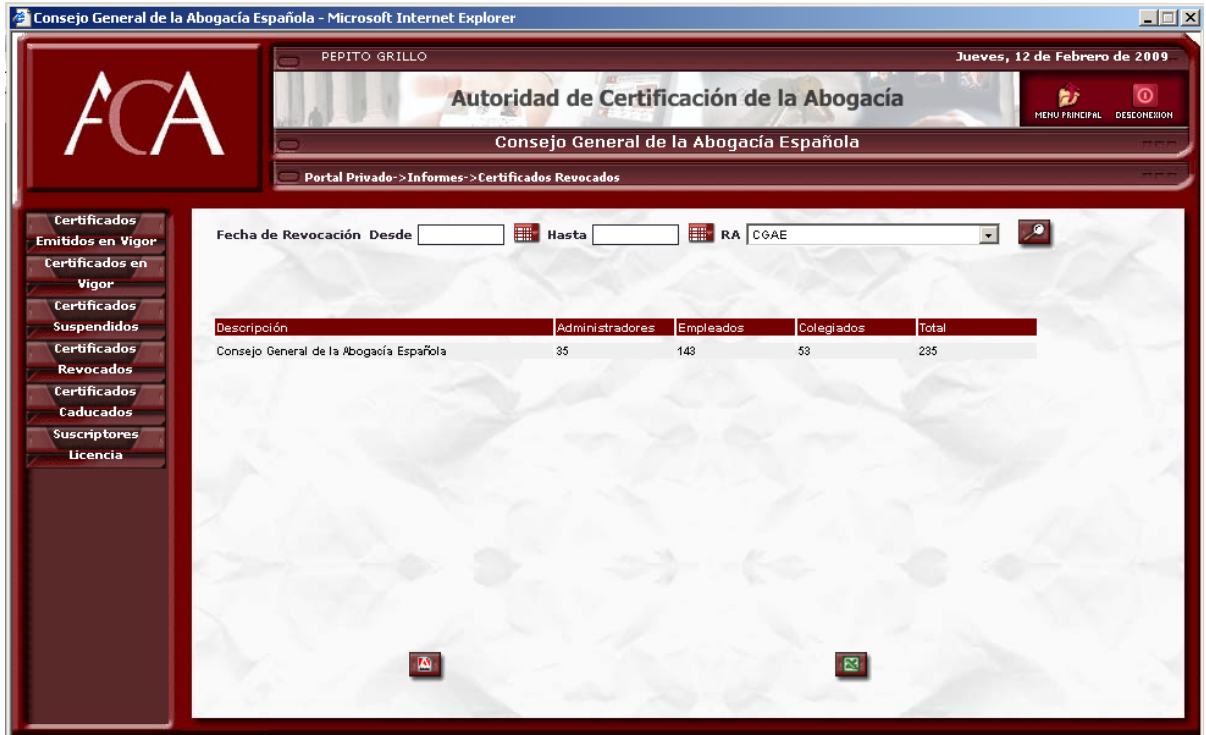 Consejo General de la Abogacía Española - Microsoft Internet Explorer
ACA
PEPITO GRILLO
Jueves, 12 de Febrero de 2009
Autoridad de Certificación de la Abogacía
MENU PRINCIPAL
DESCONEXION
Consejo General de la Abogacía Española
Portal Privado->Informes->Certificados Revocados
Certificados
Emitidos en Vigor
Certificados en
Vigor
Certificados
Suspendidos
Certificados
Revocados
Certificados
Caducados
Suscriptores
Licencia
Fecha de Revocación Desde Hasta RA CGAE
Descripción Administradores Empleados Colegiados Total
Consejo General de la Abogacía Española 35 143 53 235